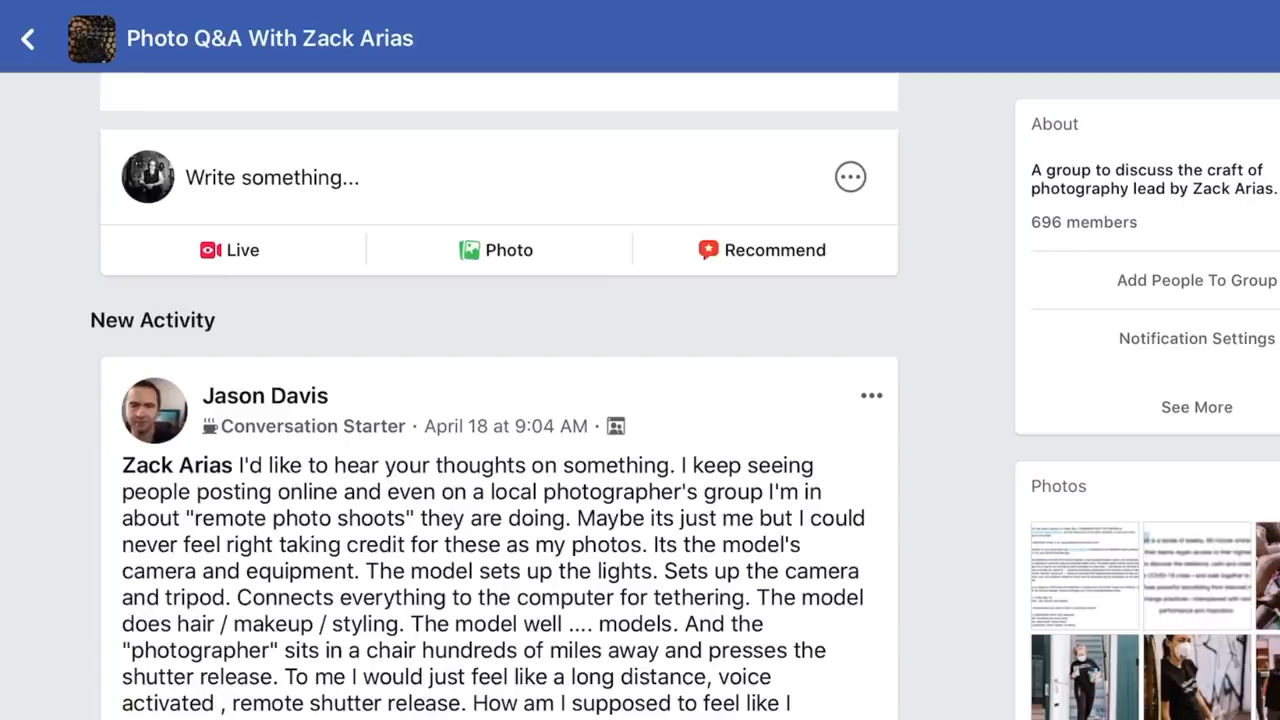 Photo Q&A With Zack Arias
Write something...
Live
Photo
Recommend
New Activity
Jason Davis
Conversation Starter · April 18 at 9:04 AM ·
Zack Arias I'd like to hear your thoughts on something. I keep seeing
people posting online and even on a local photographer's group I'm in
about "remote photo shoots" they are doing. Maybe its just me but I could
never feel right taking credit for these as my photos. Its the model's
camera and equipment. The model sets up the lights. Sets up the camera
and tripod. Connects everything to the computer for tethering. The model
does hair / makeup / styling. The model well .... models. And the
"photographer" sits in a chair hundreds of miles away and presses the
shutter release. To me I would just feel like a long distance, voice
activated , remote shutter release. How am I supposed to feel like I
About
A group to discuss the craft of
photography lead by Zack Arias.
696 members
Add People To Group
Notification Settings
See More
Photos